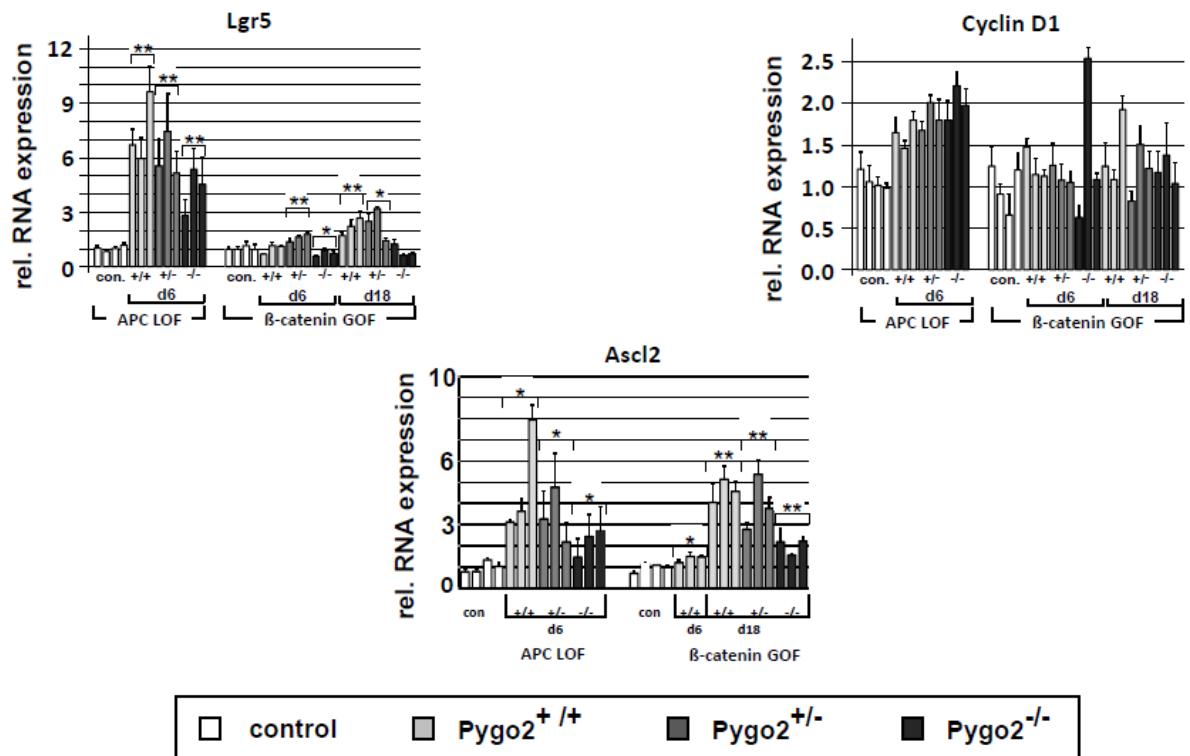 Lgr5
rel. RNA expression
12
9
6
3
0
** ** ** ** * ** *
con. +/+ +/- -/- +/+ +/- -/- +/+ +/- -/-
d6 d6 d18
APC LOF ß-catenin GOF
Cyclin D1
rel. RNA expression
2.5
2.0
1.5
1.0
0.5
0.0
con. +/+ +/- -/- con. +/+ +/- -/- +/+ +/- -/-
d6 d6 d18
APC LOF ß-catenin GOF
Ascl2
rel. RNA expression
10
6
3
0
* * * * ** ** **
con +/+ +/- -/- con +/+ +/+ +/- -/-
d6 d6 d18
APC LOF ß-catenin GOF
control Pygo2+/+ Pygo2+/- Pygo2-/-